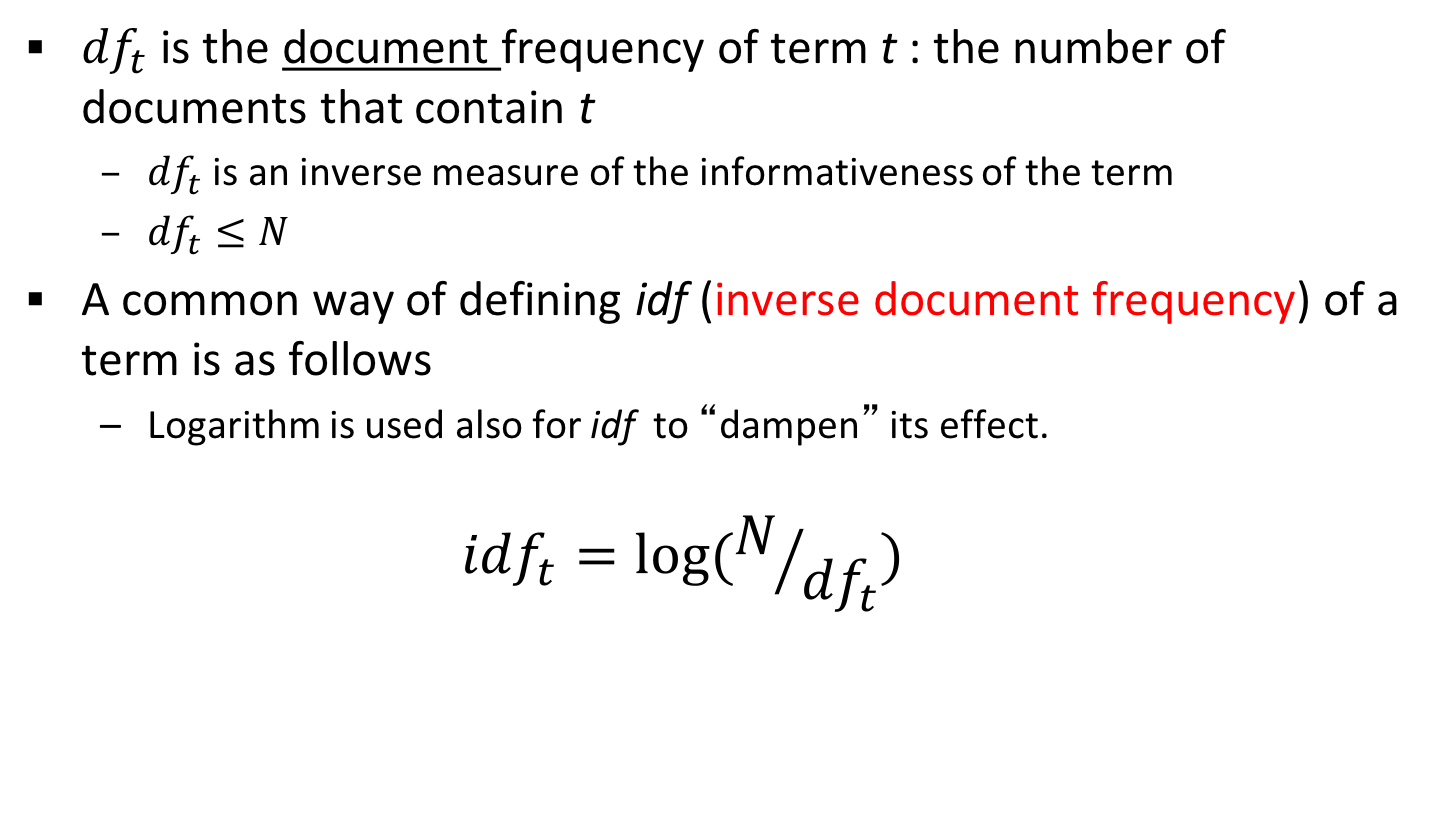 ▪ df_t is the document frequency of term t : the number of
documents that contain t
– df_t is an inverse measure of the informativeness of the term
– df_t ≤ N
▪ A common way of defining idf (inverse document frequency) of a
term is as follows
– Logarithm is used also for idf to “dampen” its effect.
idf_t = log(N/df_t)